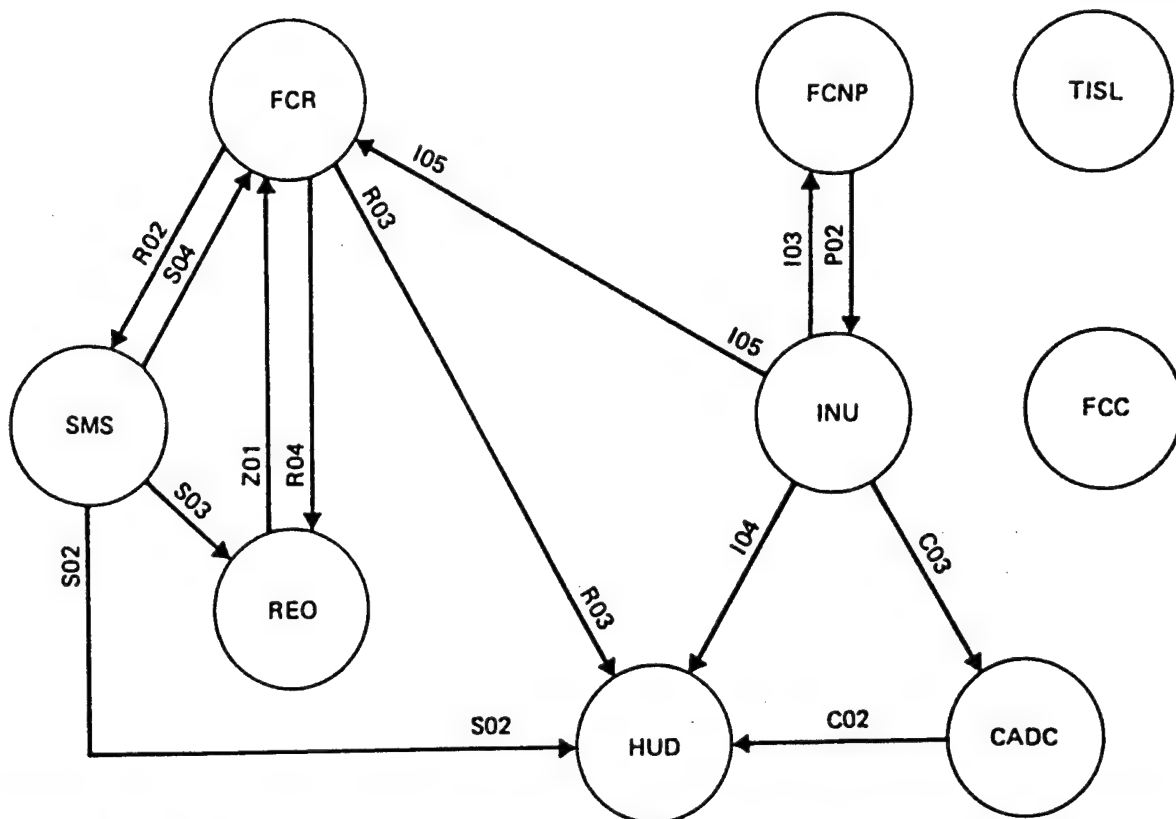 FCR
FCNP
TISL
I05
R03
R02
S04
I03
P02
I05
SMS
INU
FCC
Z01
R04
S03
I04
C03
S02
REO
R03
S02
C02
HUD
CADC